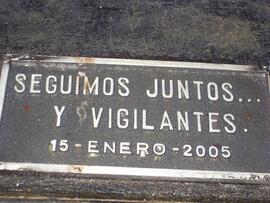 SEGUIMOS JUNTOS...
Y VIGILANTES.
15-ENERO-2005